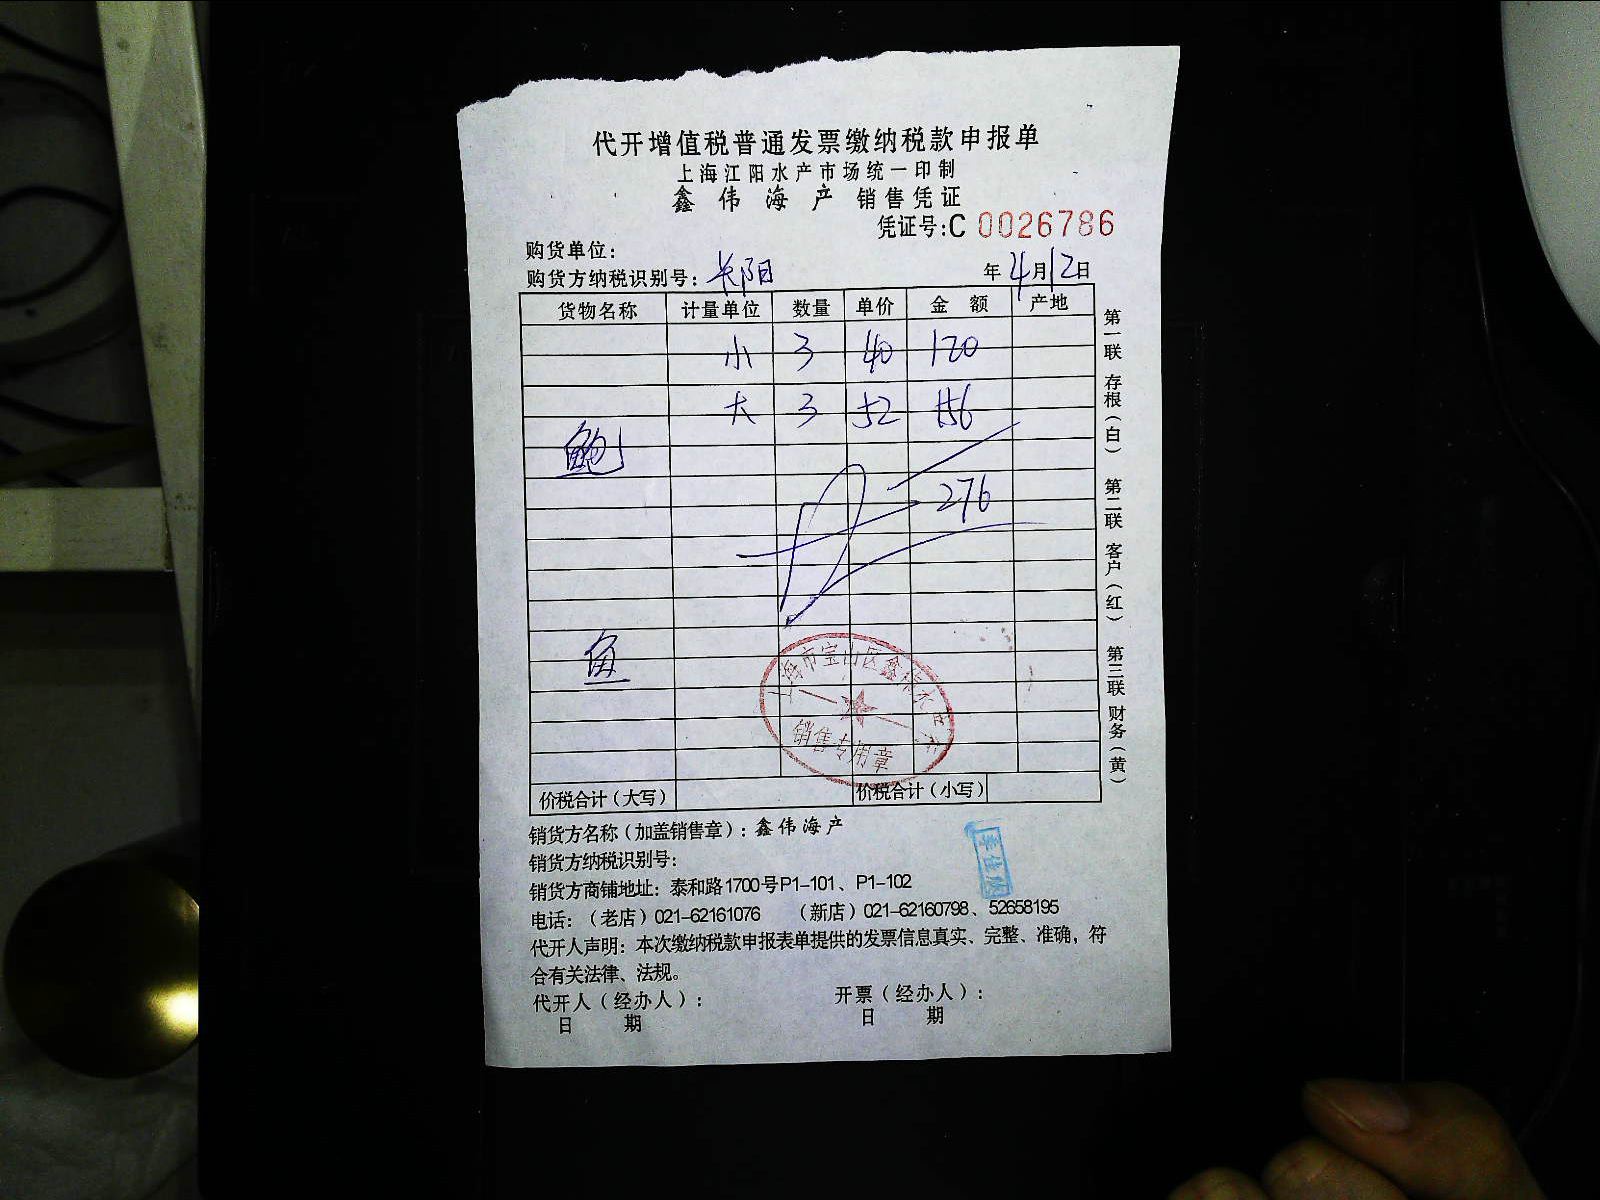 代开增值税普通发票缴纳税款申报单
上海江阳水产市场统一印制
鑫伟海产 销售凭证
凭证号:C 0026786
购货单位:
购货方纳税识别号: 长阳 年 4月12日
货物名称 计量单位 数量 单价 金额 产地
小 3 40 120
大 3 52 156
鲍
276
鱼
上海市宝山区鑫伟水产
销售专用章
价税合计(大写) 价税合计(小写)
销货方名称(加盖销售章): 鑫伟海产
销货方纳税识别号:
销货方商铺地址: 泰和路1700号P1-101、P1-102
电话:(老店)021-62161076 (新店)021-62160798、52658195
代开人声明: 本次缴纳税款申报表单提供的发票信息真实、完整、准确, 符
合有关法律、法规。
代开人(经办人): 开票(经办人):
日期 日期
第一联 存根(白) 第二联 客户(红) 第三联 财务(黄)